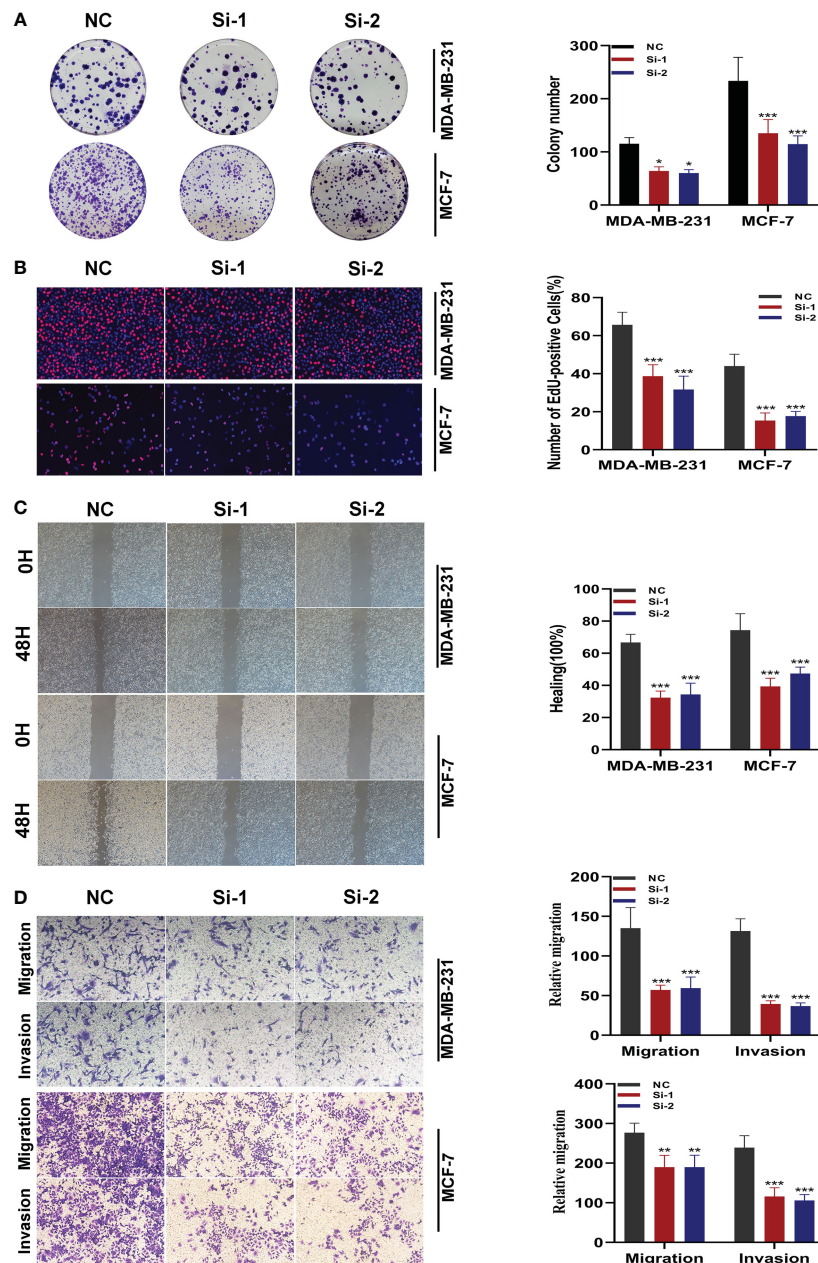 A
NC Si-1 Si-2
MDA-MB-231
MCF-7
NC
Si-1
Si-2
Colony number
300
200
100
0
* * *** ***
MDA-MB-231 MCF-7
B
NC Si-1 Si-2
MDA-MB-231
MCF-7
NC
Si-1
Si-2
Number of EdU-positive Cells(%)
80
60
40
20
0
*** *** *** ***
MDA-MB-231 MCF-7
C
NC Si-1 Si-2
0H
48H
MDA-MB-231
0H
48H
MCF-7
NC
Si-1
Si-2
Healing(100%)
100
80
60
40
20
0
*** *** *** ***
MDA-MB-231 MCF-7
D
NC Si-1 Si-2
Migration
Invasion
MDA-MB-231
Migration
Invasion
MCF-7
NC
Si-1
Si-2
Relative migration
200
150
100
50
0
*** *** *** ***
Migration Invasion
NC
Si-1
Si-2
Relative migration
400
300
200
100
0
** ** *** ***
Migration Invasion